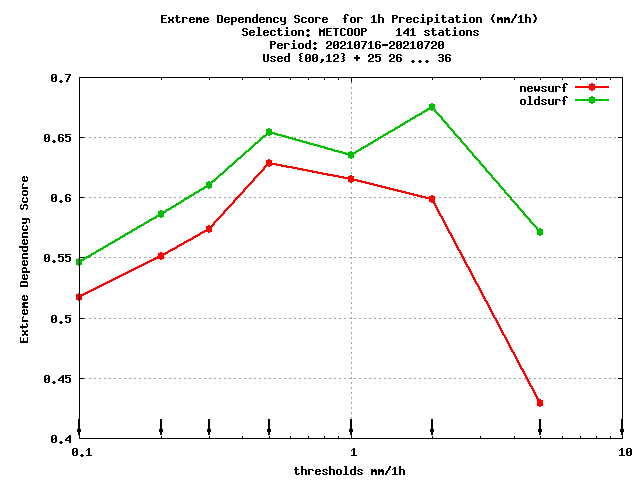 Extreme Dependency Score  for 1h Precipitation (mm/1h)
Selection: METCOOP    141 stations
Period: 20210716-20210720
Used {00,12} + 25 26 ... 36
newsurf
oldsurf
Extreme Dependency Score
0.7
0.65
0.6
0.55
0.5
0.45
0.4
0.1
1
10
thresholds mm/1h